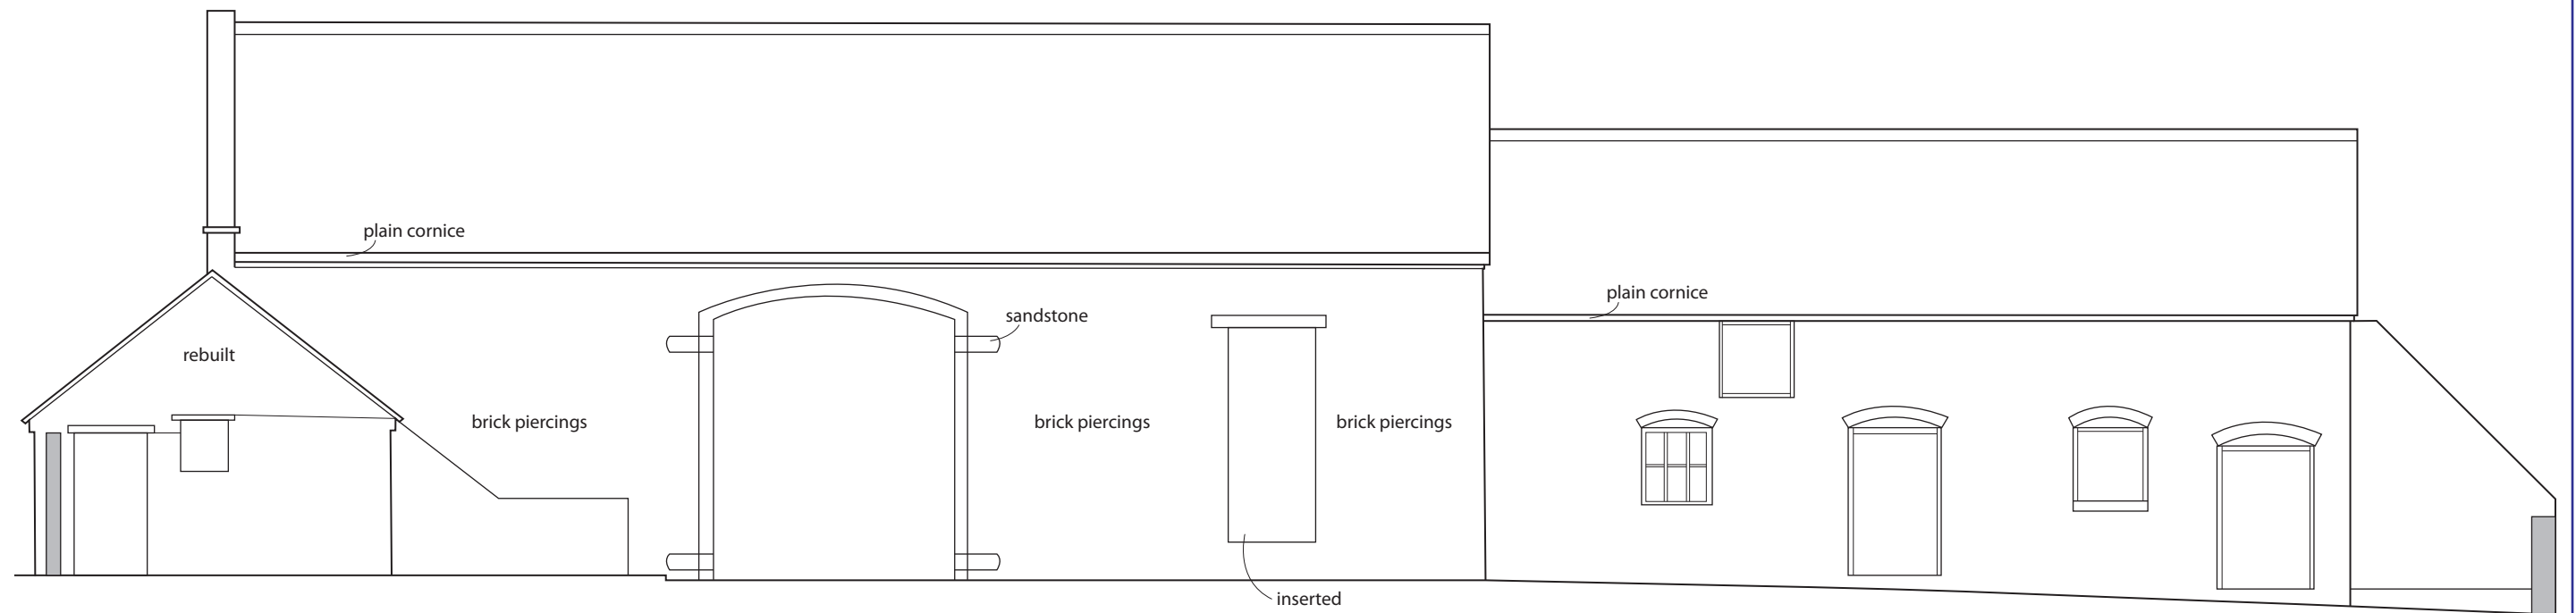 plain cornice
plain cornice
sandstone
rebuilt
brick piercings
brick piercings
brick piercings
inserted